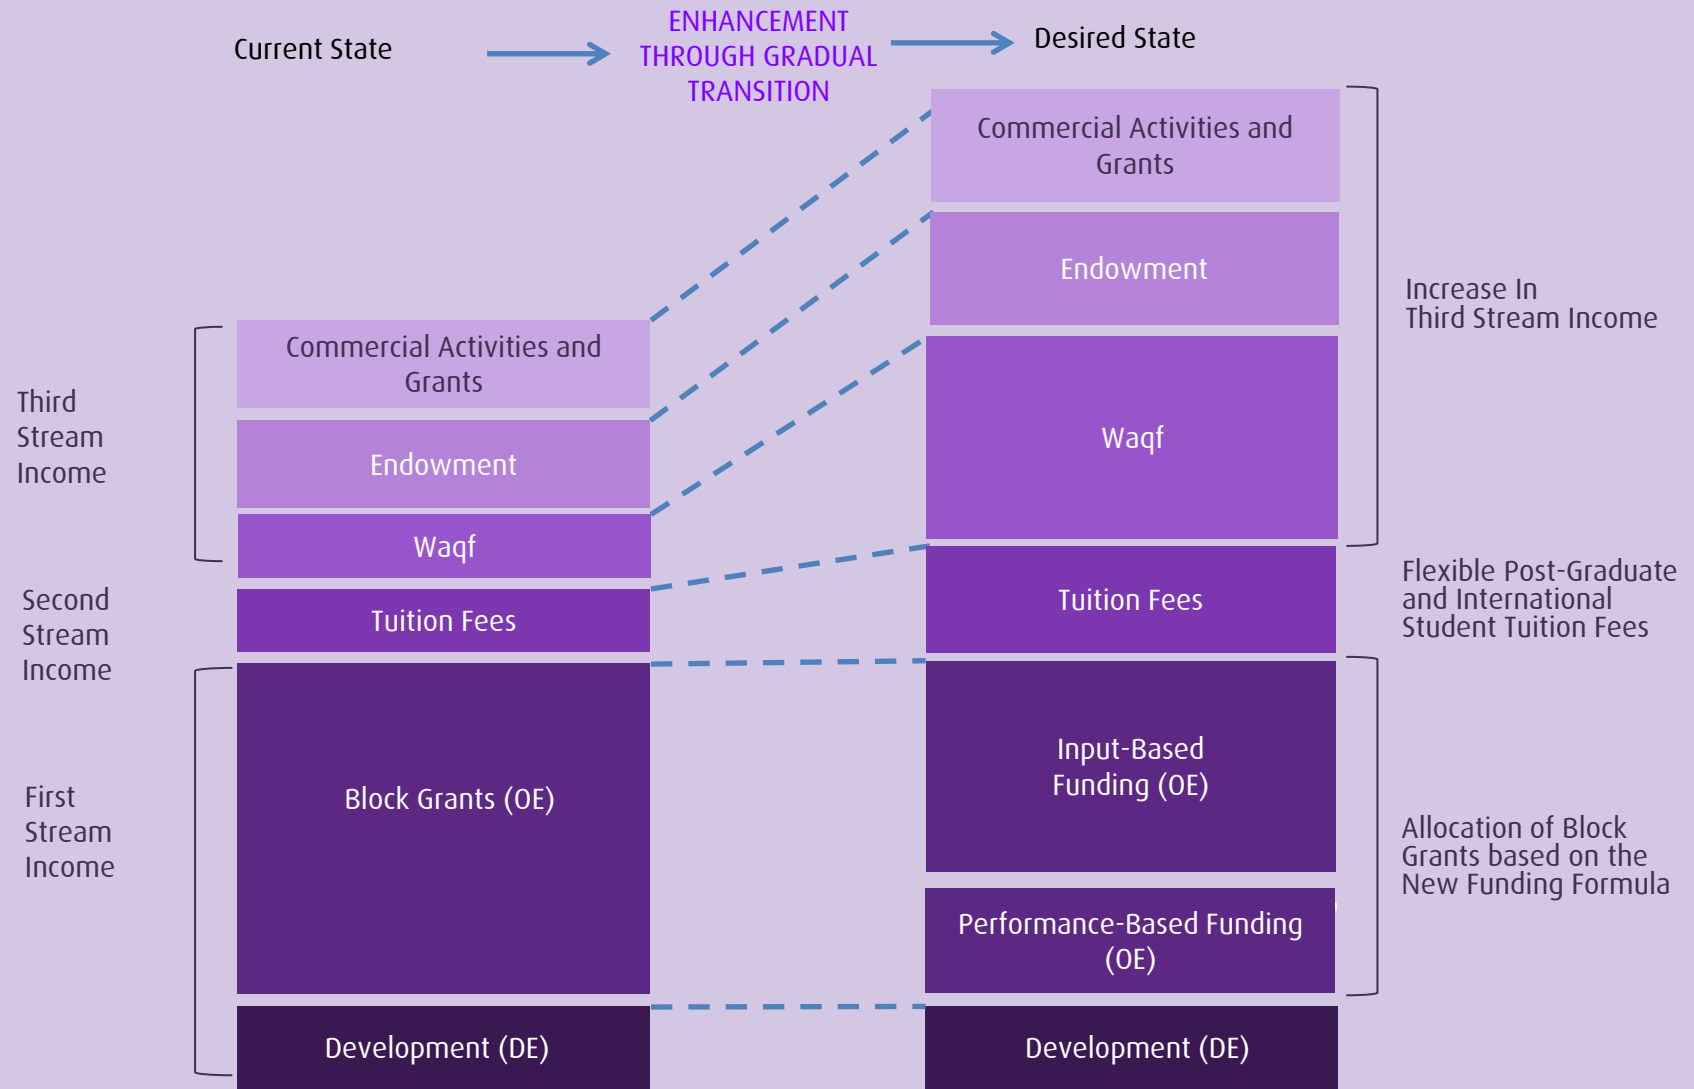 Current State
ENHANCEMENT
THROUGH GRADUAL
TRANSITION
Desired State
Third
Stream
Income
Second
Stream
Income
First
Stream
Income
Commercial Activities and
Grants
Endowment
Waqf
Tuition Fees
Block Grants (OE)
Development (DE)
Commercial Activities and
Grants
Endowment
Waqf
Tuition Fees
Input-Based
Funding (OE)
Performance-Based Funding
(OE)
Development (DE)
Increase In
Third Stream Income
Flexible Post-Graduate
and International
Student Tuition Fees
Allocation of Block
Grants based on the
New Funding Formula